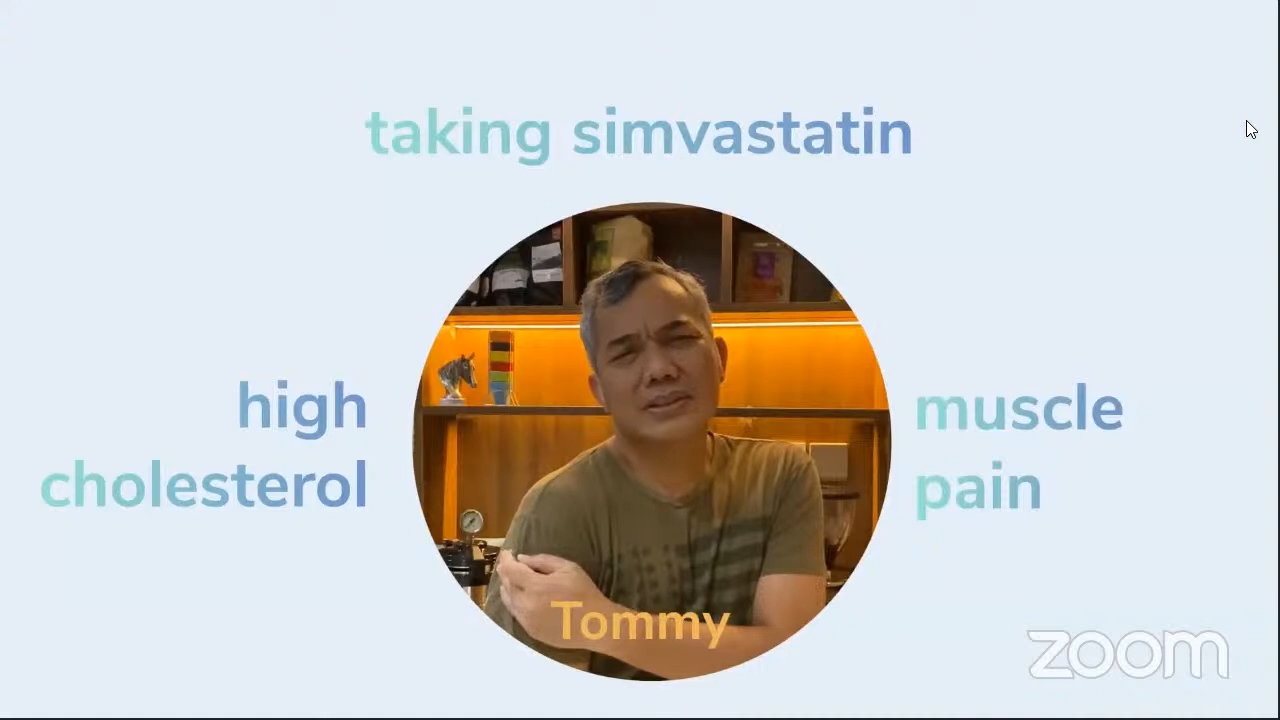 taking simvastatin
high
cholesterol
muscle
pain
Tommy
zoom